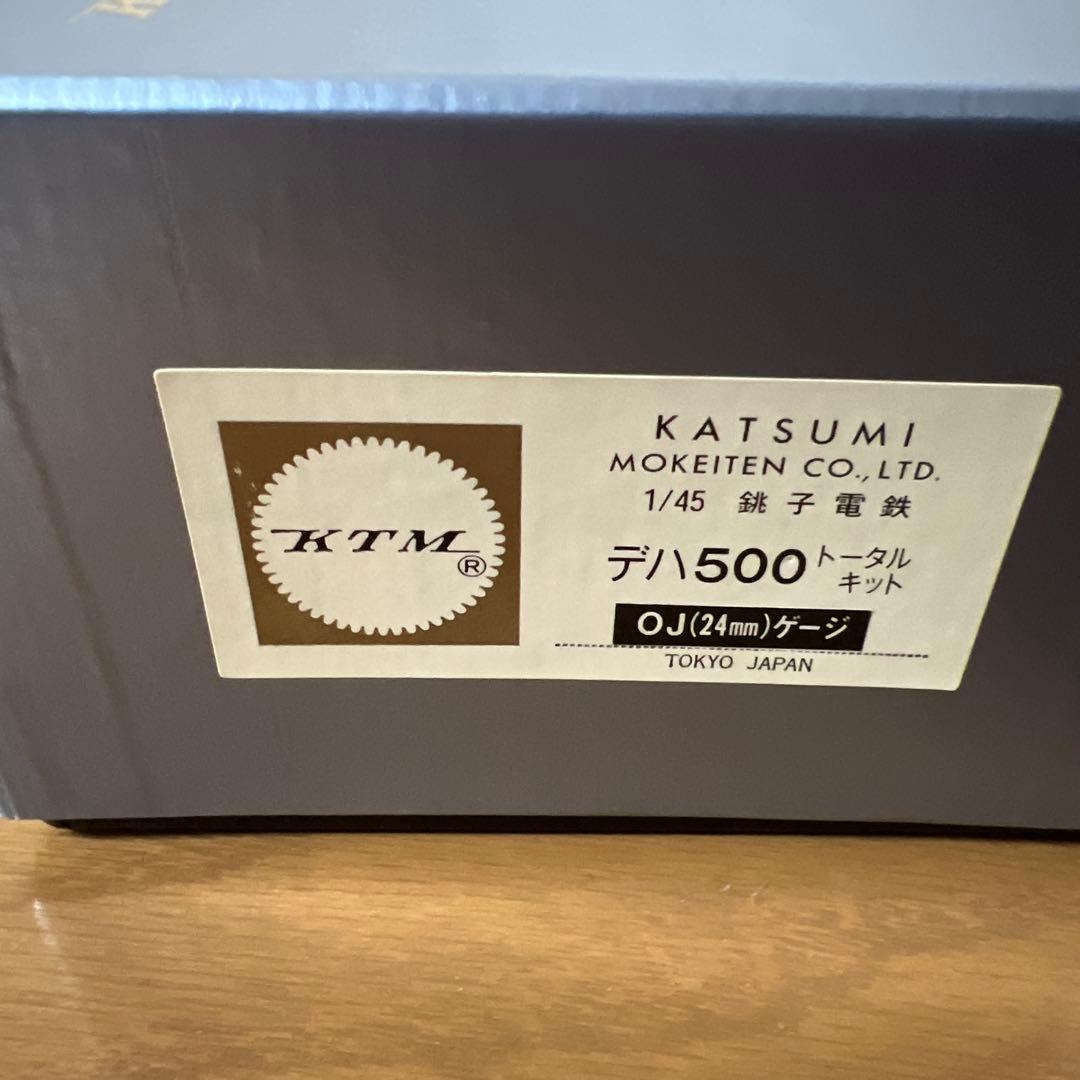 KTM®
KATSUMI
MOKEITEN CO., LTD.
1/45 銚子電鉄
デハ500 トータル
キット
OJ(24mm)ゲージ
TOKYO JAPAN